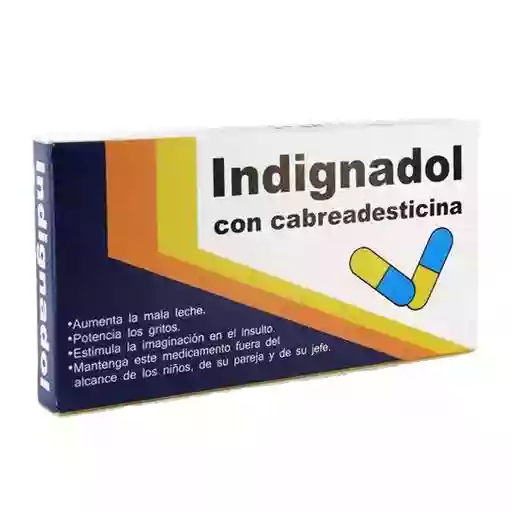 Indignadol
Indignadol
con cabreadesticina
•Aumenta la mala leche.
•Potencia los gritos.
•Estimula la imaginación en el insulto.
•Mantenga este medicamento fuera del
alcance de los niños, de su pareja y de su jefe.